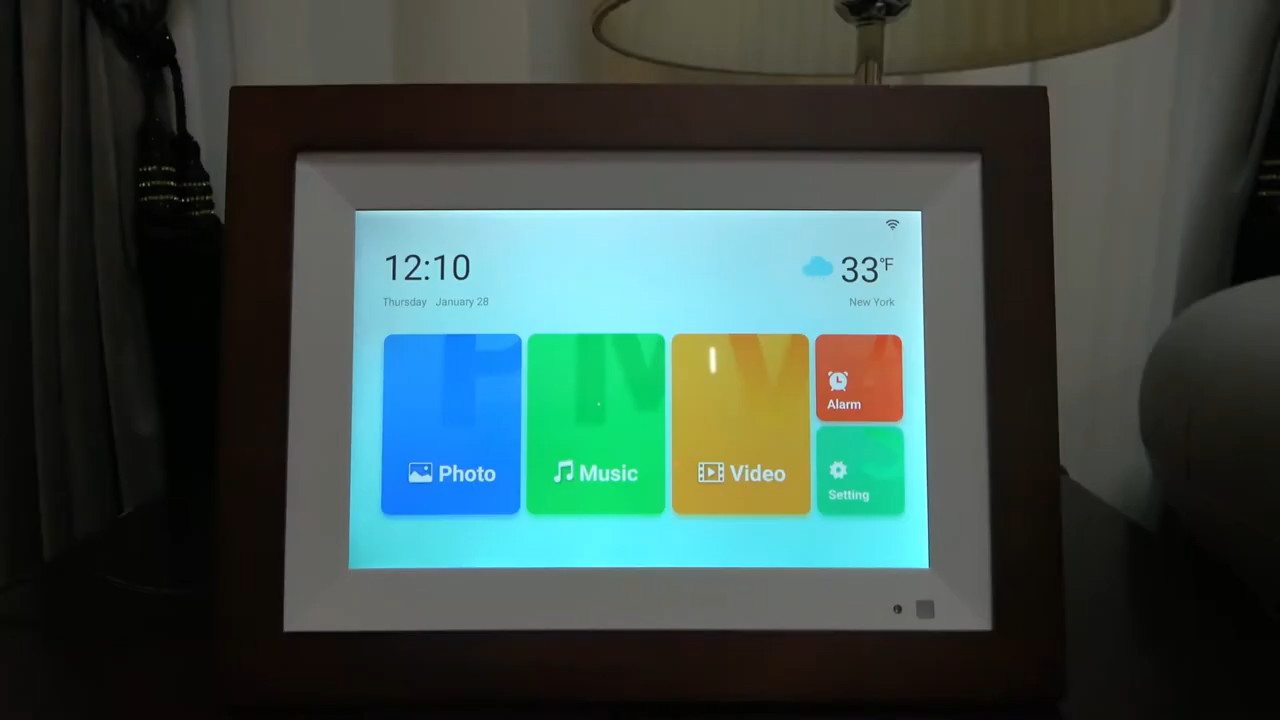 12:10
33°F
Thursday January 28
New York
P
M
V
Photo
Music
Video
Alarm
Setting